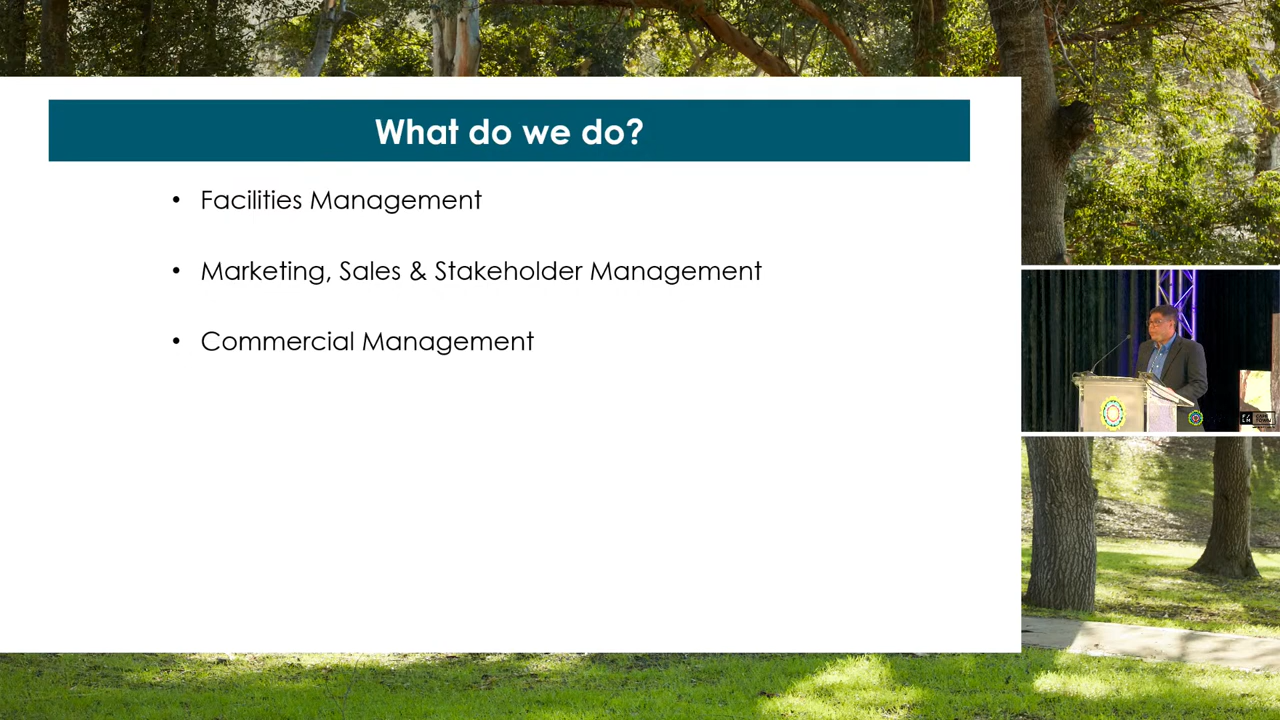 What do we do?
• Facilities Management
• Marketing, Sales & Stakeholder Management
• Commercial Management